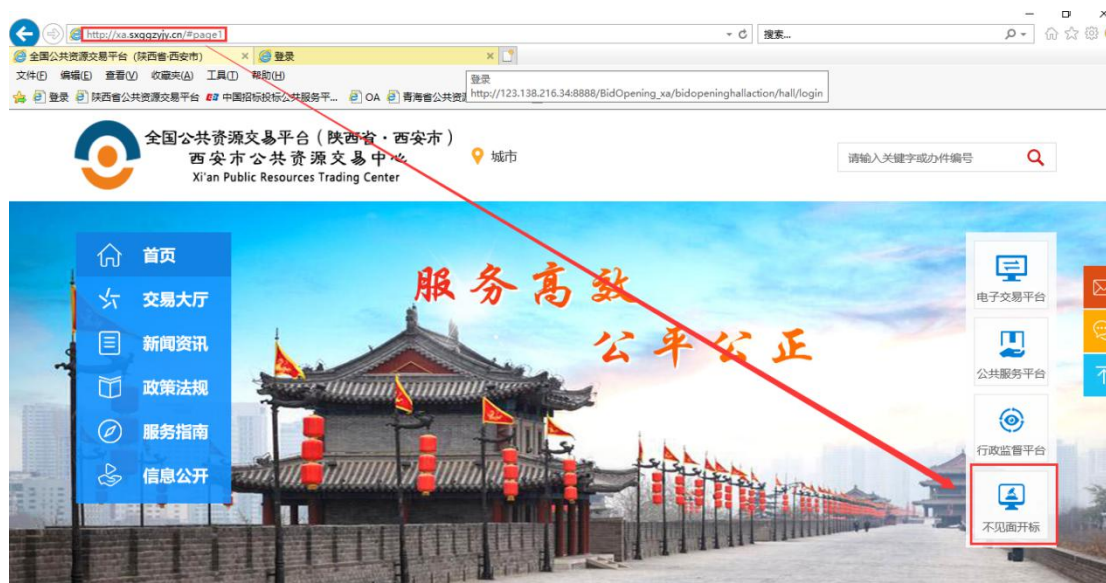 http://xa.sxggzyjy.cn/#page1
搜索...
全国公共资源交易平台 (陕西省·西安市)
登录
文件(F) 编辑(E) 查看(V) 收藏夹(A) 工具(T) 帮助(H)
登录
http://123.138.216.34:8888/BidOpening_xa/bidopeninghallaction/hall/login
登录 陕西省公共资源交易平台 中国招标投标公共服务平... OA 青海省公共资
全国公共资源交易平台(陕西省·西安市)
西安市公共资源交易中心
Xi'an Public Resources Trading Center
城市
请输入关键字或办件编号
首页
交易大厅
新闻资讯
政策法规
服务指南
信息公开
服务高效
公平公正
电子交易平台
公共服务平台
行政监督平台
不见面开标